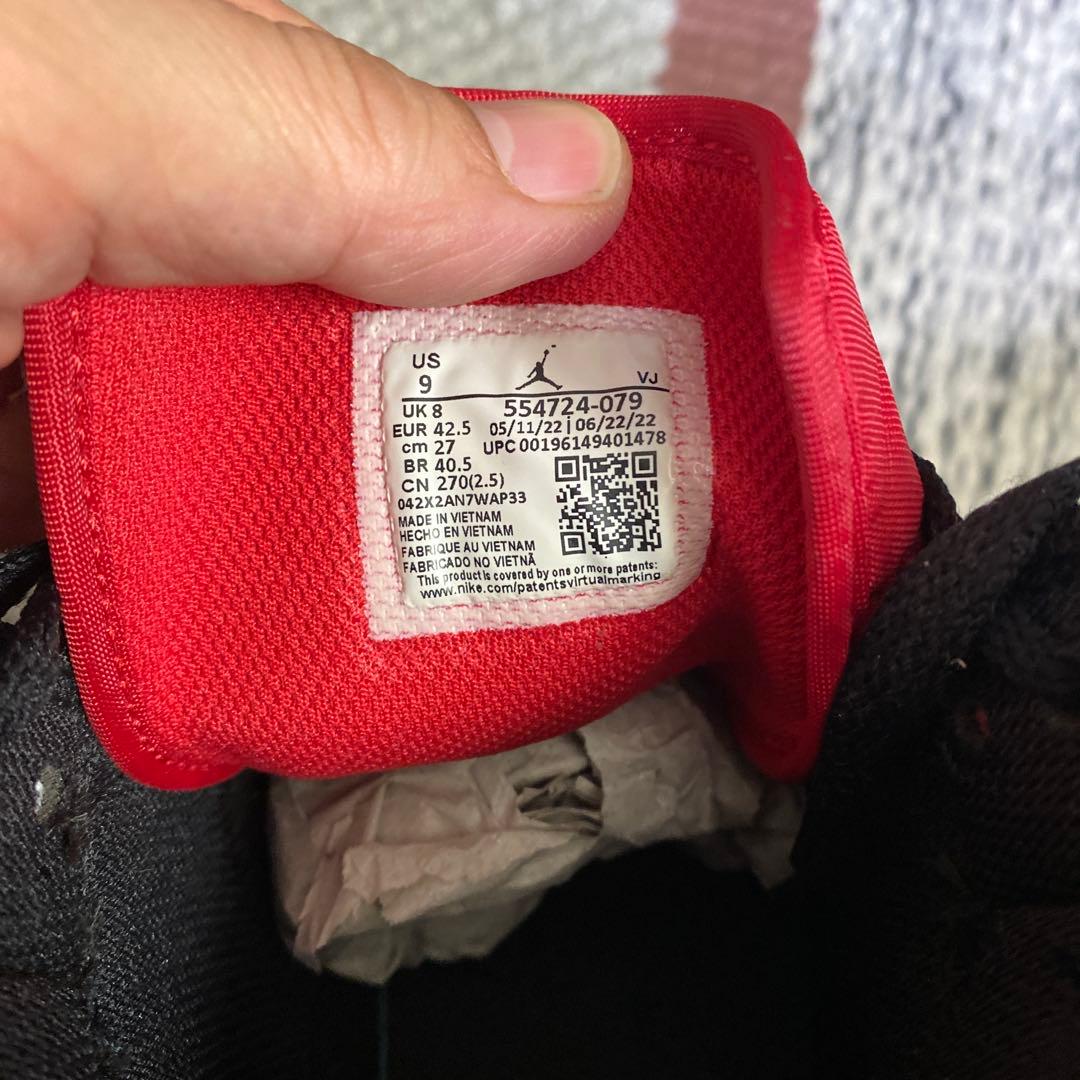 US
9 VJ
UK 8 554724-079
EUR 42.5 05/11/22 | 06/22/22
cm 27 UPC 00196149401478
BR 40.5
CN 270(2.5)
042X2AN7WAP33
MADE IN VIETNAM
HECHO EN VIETNAM
FABRIQUE AU VIETNAM
FABRICADO NO VIETNÃ
This product is covered by one or more patents:
www.nike.com/patentsvirtualmarking